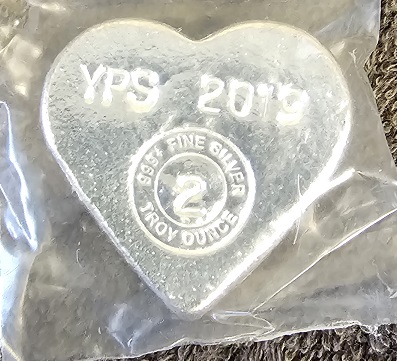 YPS 2019
999+ FINE SILVER
2
TROY OUNCE